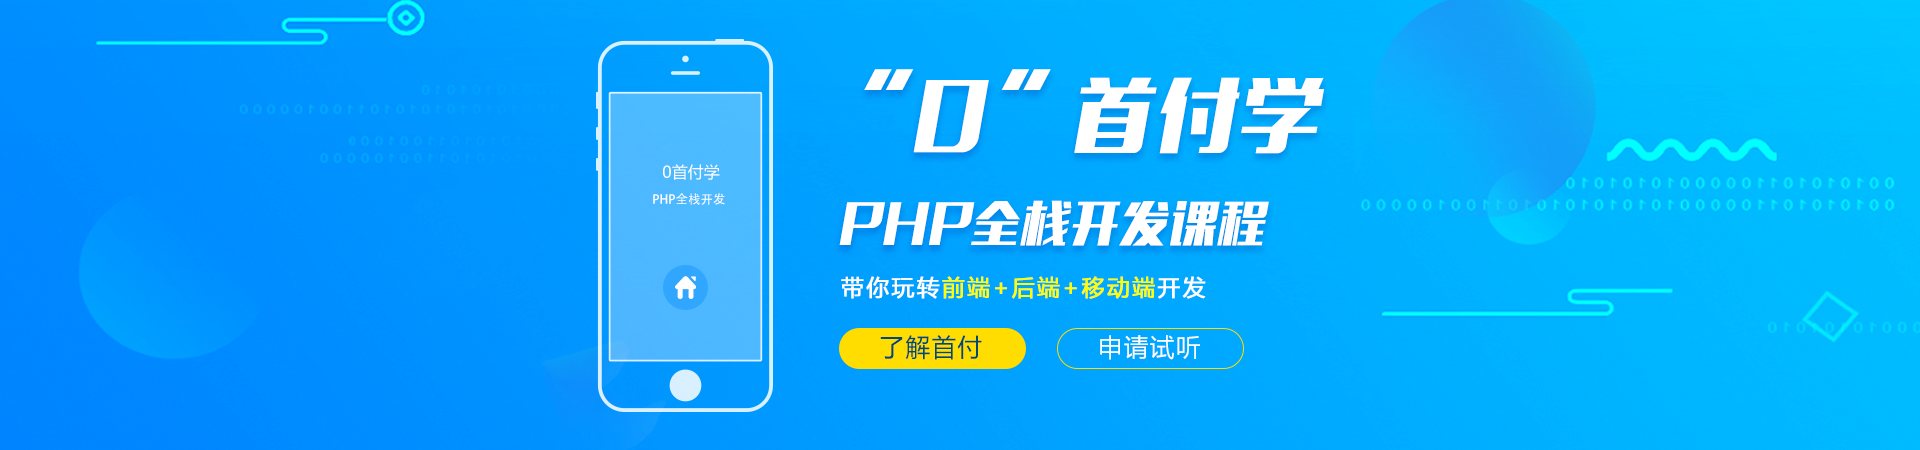 0首付学
PHP全栈开发
“0”首付学
PHP全栈开发课程
带你玩转前端+后端+移动端开发
了解首付
申请试听